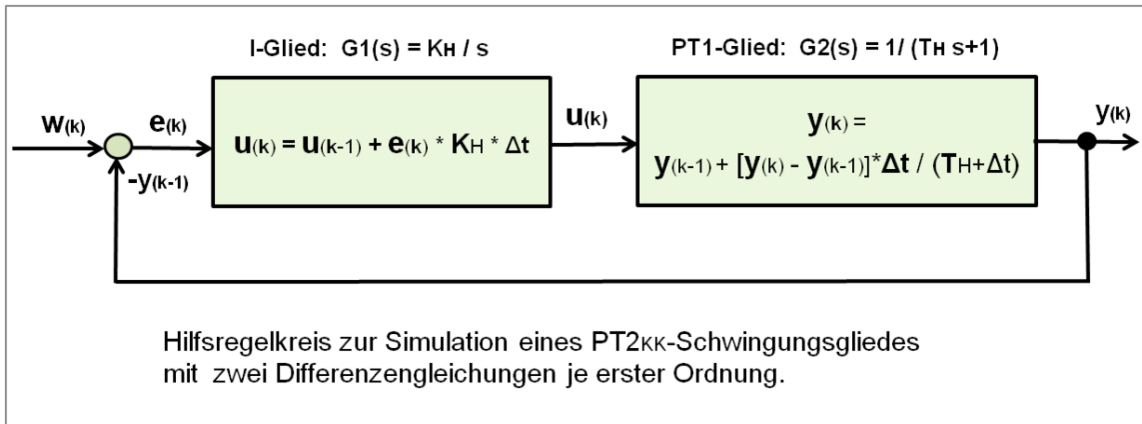 I-Glied: G1(s) = KH / s
PT1-Glied: G2(s) = 1/ (TH s+1)
w(k)
e(k)
-y(k-1)
u(k) = u(k-1) + e(k) * KH * Δt
u(k)
y(k) =
y(k-1) + [y(k) - y(k-1)]*Δt / (TH+Δt)
y(k)
Hilfsregelkreis zur Simulation eines PT2KK-Schwingungsgliedes
mit zwei Differenzengleichungen je erster Ordnung.